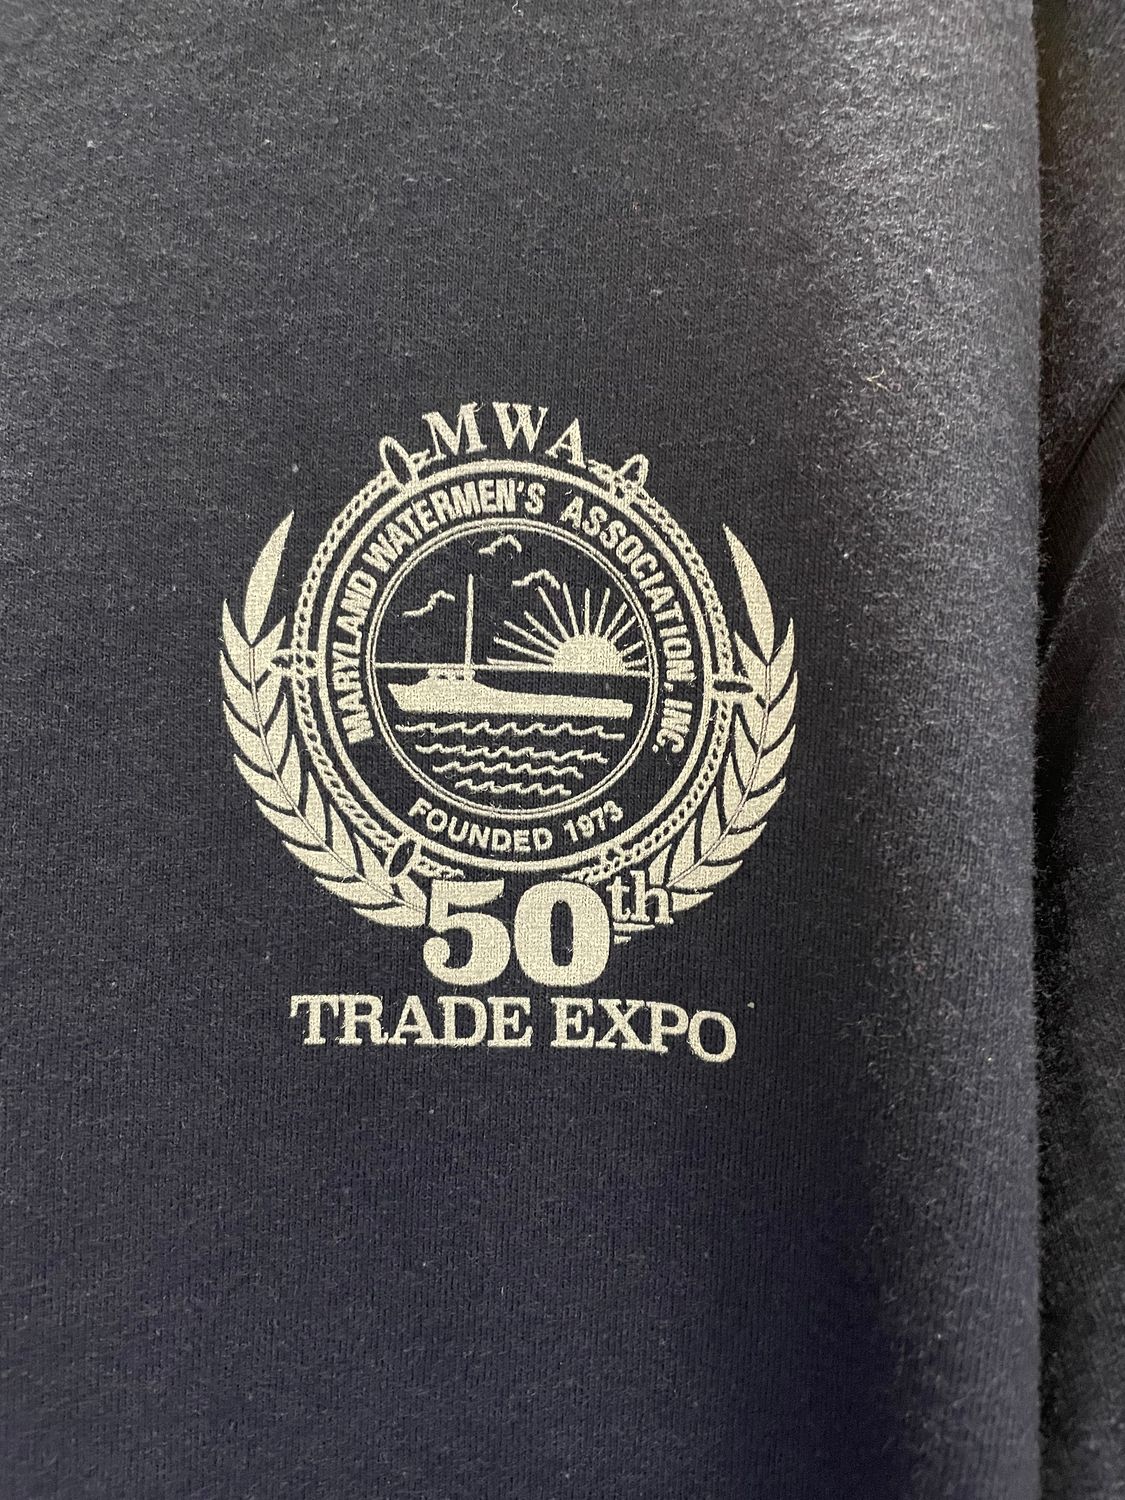 MWA
MARYLAND WATERMEN'S ASSOCIATION, INC.
FOUNDED 1973
50th
TRADE EXPO